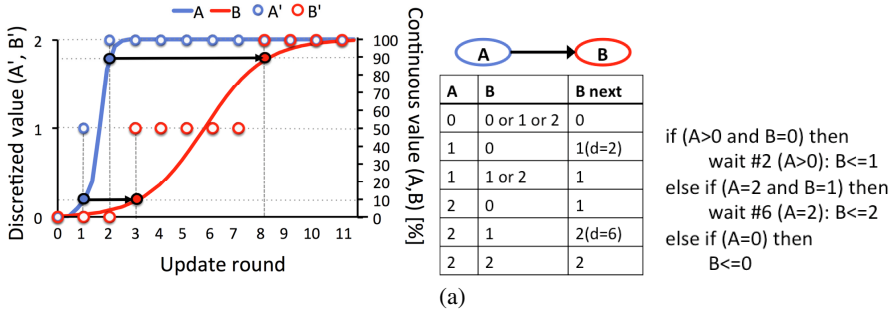 A B A' B'
Discretized value (A', B')
2
1
0
0 1 2 3 4 5 6 7 8 9 10 11
Update round
100
90
80
70
60
50
40
30
20
10
0
Continuous value (A,B) [%]
A B
A B B next
0 0 or 1 or 2 0
1 0 1(d=2)
1 1 or 2 1
2 0 1
2 1 2(d=6)
2 2 2
if (A>0 and B=0) then
wait #2 (A>0): B<=1
else if (A=2 and B=1) then
wait #6 (A=2): B<=2
else if (A=0) then
B<=0
(a)